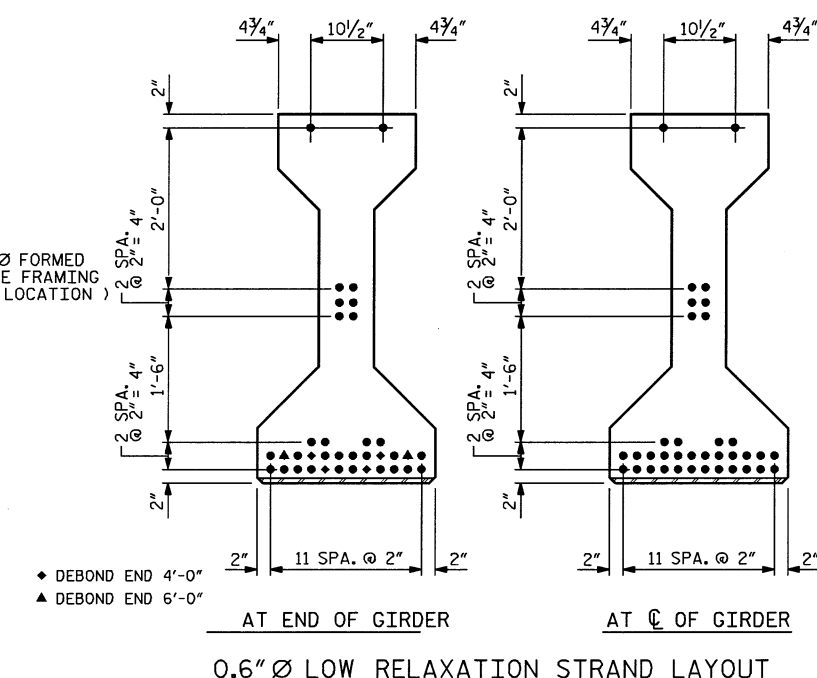 4¾" 10½" 4¾" 4¾" 10½" 4¾"
2" 2"
2'-0" 2'-0"
Ø FORMED
E FRAMING
LOCATION )
2 SPA. @ 2"= 4" 2 SPA. @ 2"= 4"
1'-6" 1'-6"
2 SPA. @ 2"= 4" 2 SPA. @ 2"= 4"
2" 2"
2" 11 SPA. @ 2" 2" 2" 11 SPA. @ 2" 2"
◆ DEBOND END 4'-0"
▲ DEBOND END 6'-0"
AT END OF GIRDER AT ℄ OF GIRDER
0.6" Ø LOW RELAXATION STRAND LAYOUT